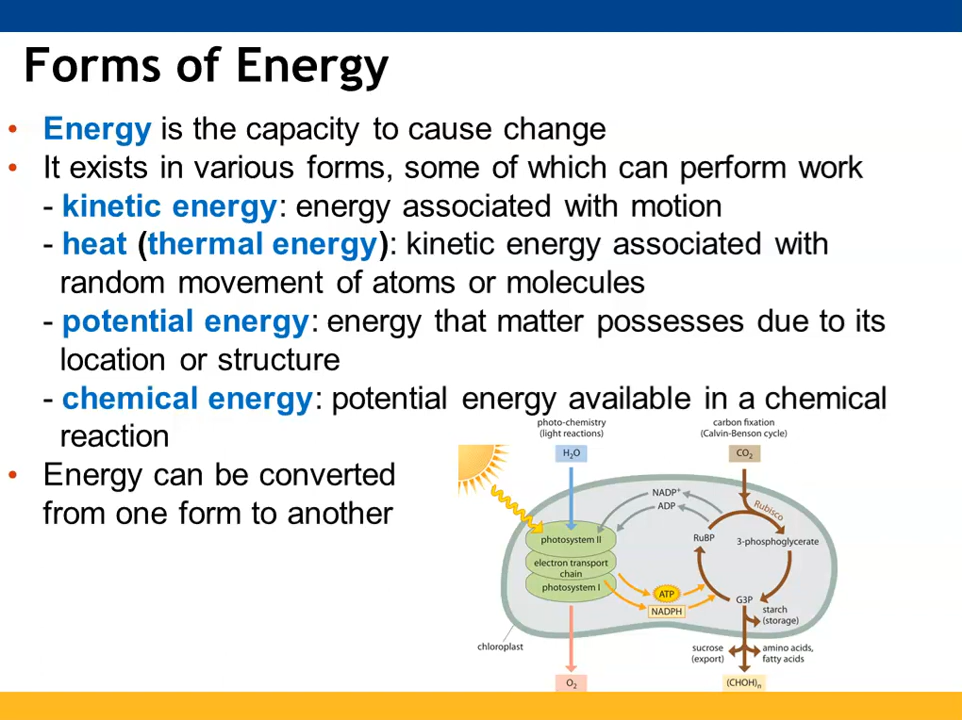 Forms of Energy
• Energy is the capacity to cause change
• It exists in various forms, some of which can perform work
- kinetic energy: energy associated with motion
- heat (thermal energy): kinetic energy associated with
random movement of atoms or molecules
- potential energy: energy that matter possesses due to its
location or structure
- chemical energy: potential energy available in a chemical
reaction
• Energy can be converted
from one form to another
photo-chemistry
(light reactions)
carbon fixation
(Calvin-Benson cycle)
H₂O
CO₂
NADP⁺
ADP
Rubisco
RuBP
3-phosphoglycerate
photosystem II
electron transport
chain
photosystem I
ATP
NADPH
G3P
starch
(storage)
chloroplast
sucrose
(export)
amino acids,
fatty acids
O₂
(CHOH)ₙ